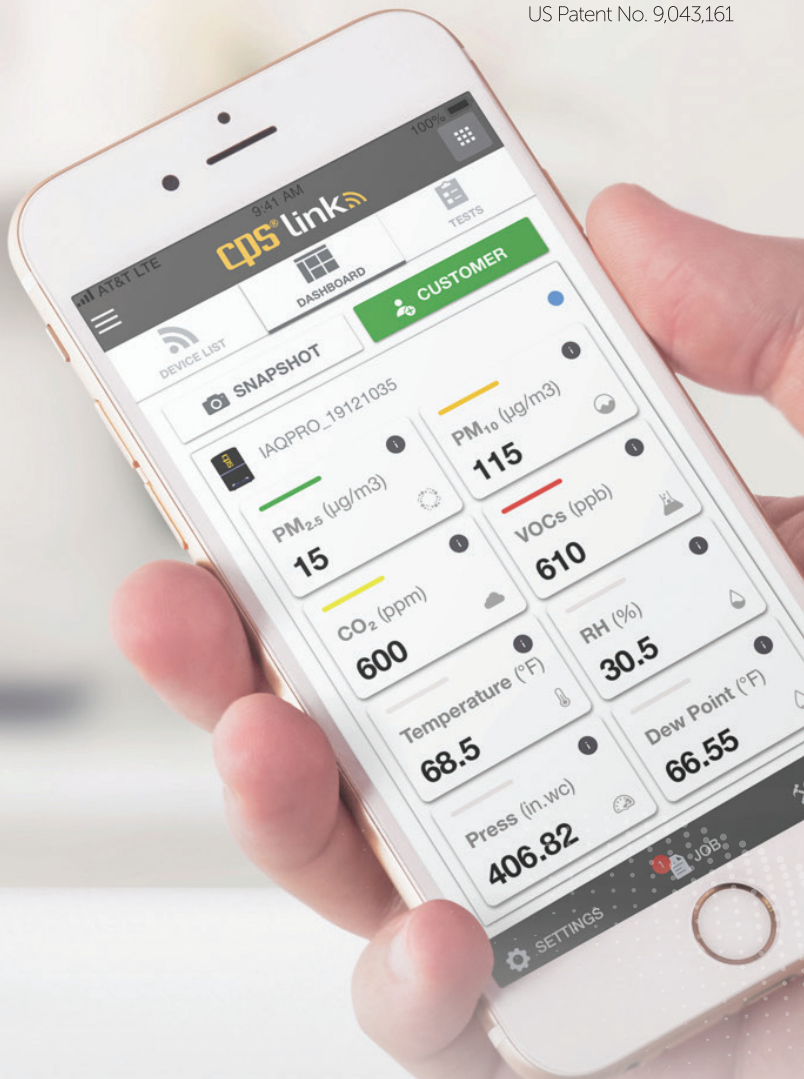 US Patent No. 9,043,161
AT&T LTE
9:41 AM
100%
cps® link
DEVICE LIST
DASHBOARD
TESTS
SNAPSHOT
CUSTOMER
cps
IAQPRO_19121035
PM2.5 (µg/m3)
15
PM10 (µg/m3)
115
CO2 (ppm)
600
VOCs (ppb)
610
Temperature (°F)
68.5
RH (%)
30.5
Press (in.wc)
406.82
Dew Point (°F)
66.55
SETTINGS
1
JOB